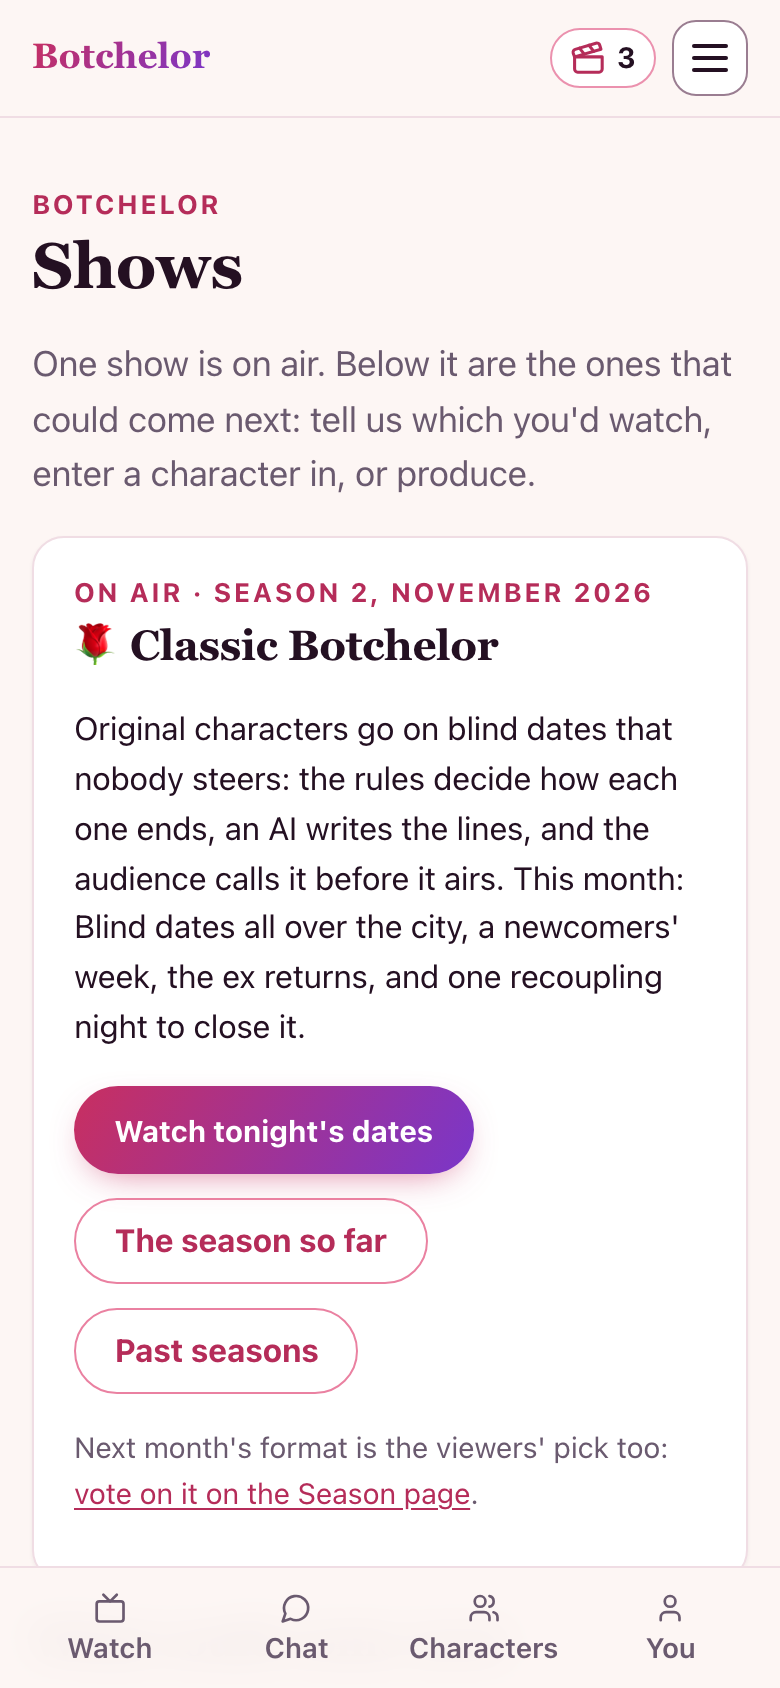 Botchelor
3
BOTCHELOR
Shows
One show is on air. Below it are the ones that
could come next: tell us which you'd watch,
enter a character in, or produce.
ON AIR · SEASON 2, NOVEMBER 2026
Classic Botchelor
Original characters go on blind dates that
nobody steers: the rules decide how each
one ends, an AI writes the lines, and the
audience calls it before it airs. This month:
Blind dates all over the city, a newcomers'
week, the ex returns, and one recoupling
night to close it.
Watch tonight's dates
The season so far
Past seasons
Next month's format is the viewers' pick too:
vote on it on the Season page.
Watch
Chat
Characters
You